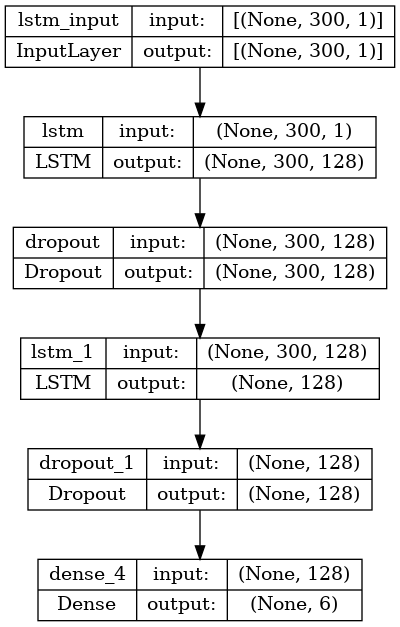 lstm_input input: [(None, 300, 1)]
InputLayer output: [(None, 300, 1)]
lstm input: (None, 300, 1)
LSTM output: (None, 300, 128)
dropout input: (None, 300, 128)
Dropout output: (None, 300, 128)
lstm_1 input: (None, 300, 128)
LSTM output: (None, 128)
dropout_1 input: (None, 128)
Dropout output: (None, 128)
dense_4 input: (None, 128)
Dense output: (None, 6)